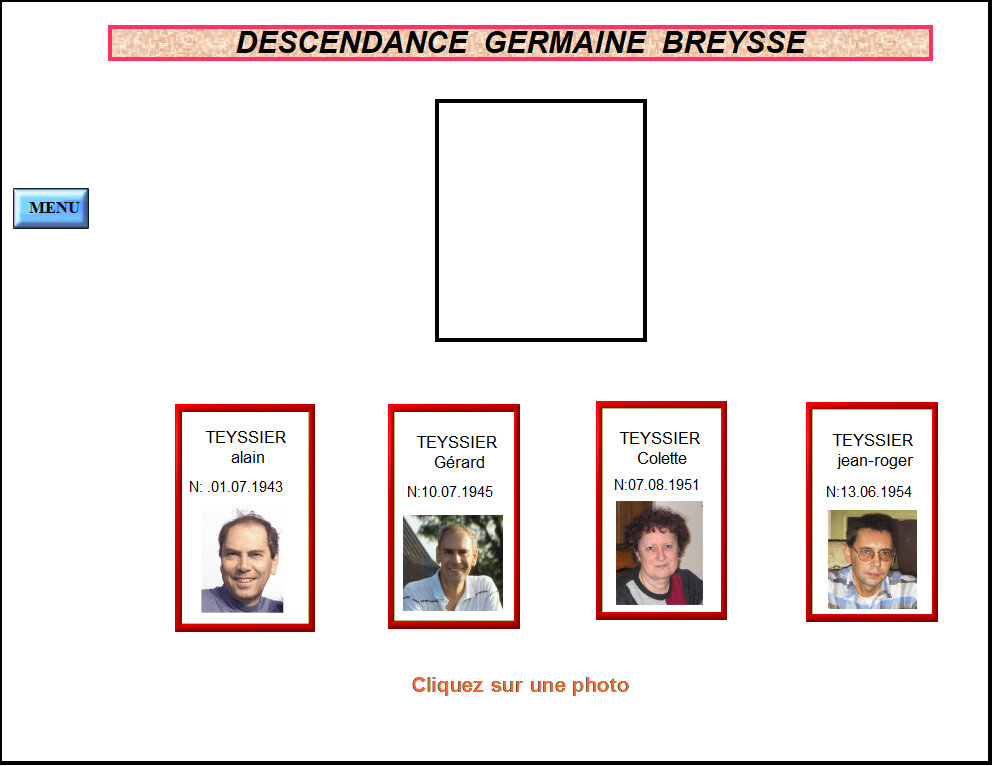 DESCENDANCE GERMAINE BREYSSE
MENU
TEYSSIER
alain
N: .01.07.1943
TEYSSIER
Gérard
N:10.07.1945
TEYSSIER
Colette
N:07.08.1951
TEYSSIER
jean-roger
N:13.06.1954
Cliquez sur une photo